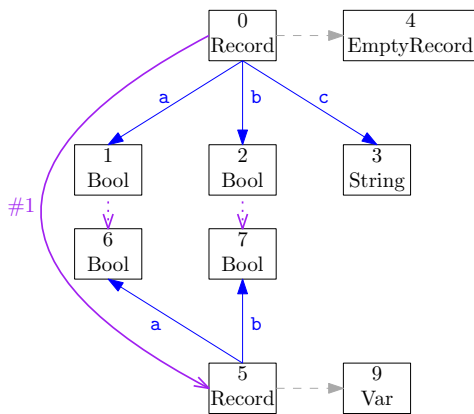 0
Record
4
EmptyRecord
a
b
c
1
Bool
2
Bool
3
String
#1
6
Bool
7
Bool
a
b
5
Record
9
Var